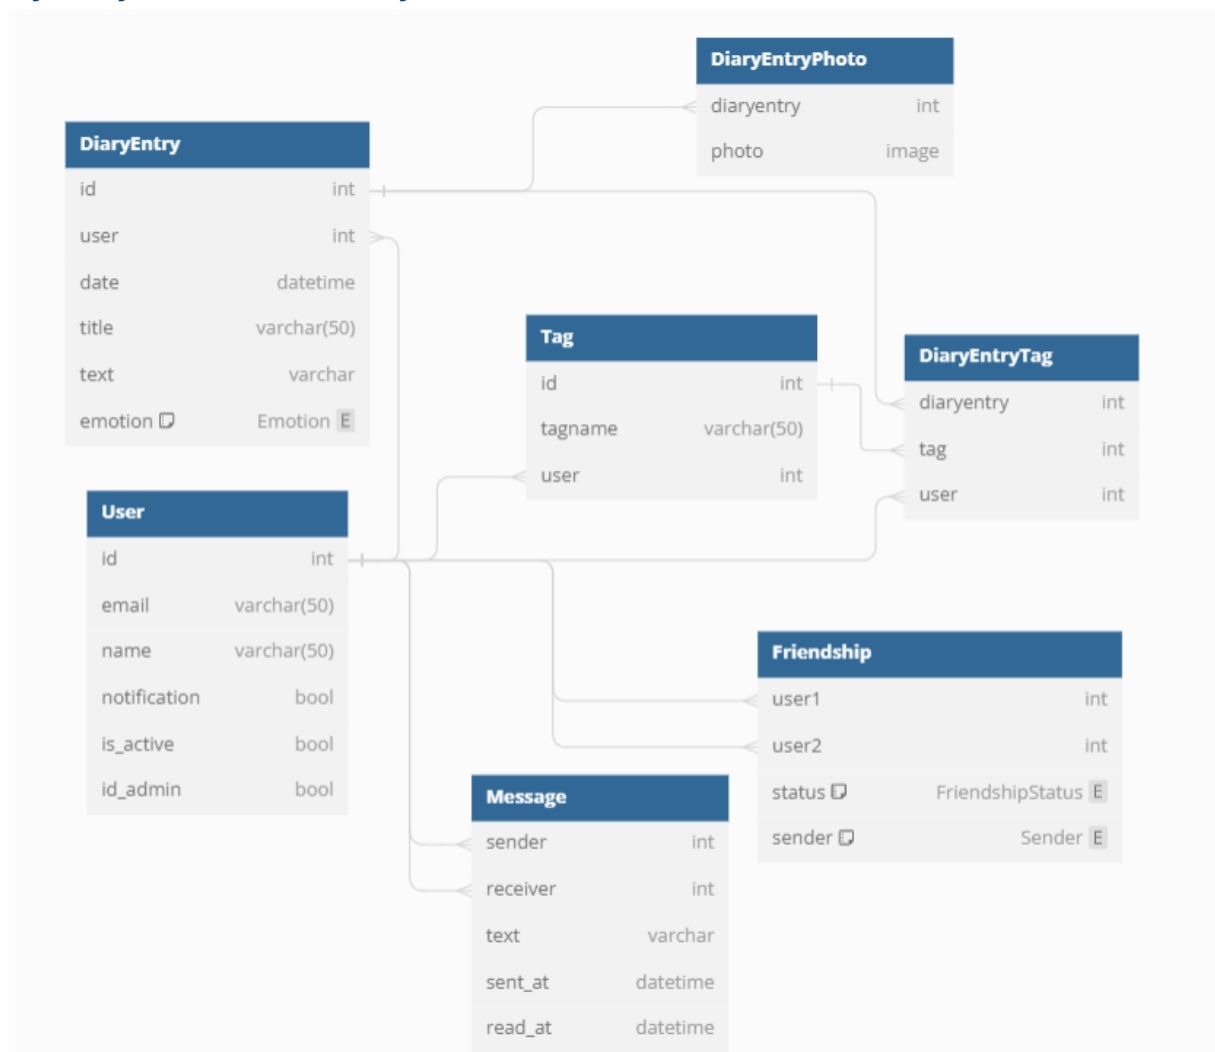 DiaryEntryPhoto
diaryentry int
photo image
DiaryEntry
id int
user int
date datetime
title varchar(50)
text varchar
emotion Emotion E
Tag
id int
tagname varchar(50)
user int
DiaryEntryTag
diaryentry int
tag int
user int
User
id int
email varchar(50)
name varchar(50)
notification bool
is_active bool
id_admin bool
Friendship
user1 int
user2 int
status FriendshipStatus E
sender Sender E
Message
sender int
receiver int
text varchar
sent_at datetime
read_at datetime